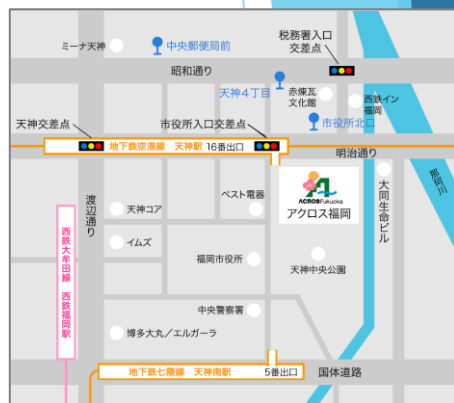 ミーナ天神
中央郵便局前
税務署入口
交差点
昭和通り
天神4丁目
赤煉瓦
文化館
西鉄イン
福岡
天神交差点
市役所入口交差点
市役所北口
地下鉄空港線 天神駅 16番出口
明治通り
渡辺通り
天神コア
ベスト電器
ACROSFukuoka
アクロス福岡
大同生命ビル
那珂川
イムズ
福岡市役所
天神中央公園
西鉄大牟田線 西鉄福岡駅
中央警察署
博多大丸/エルガーラ
地下鉄七隈線 天神南駅
5番出口
国体道路